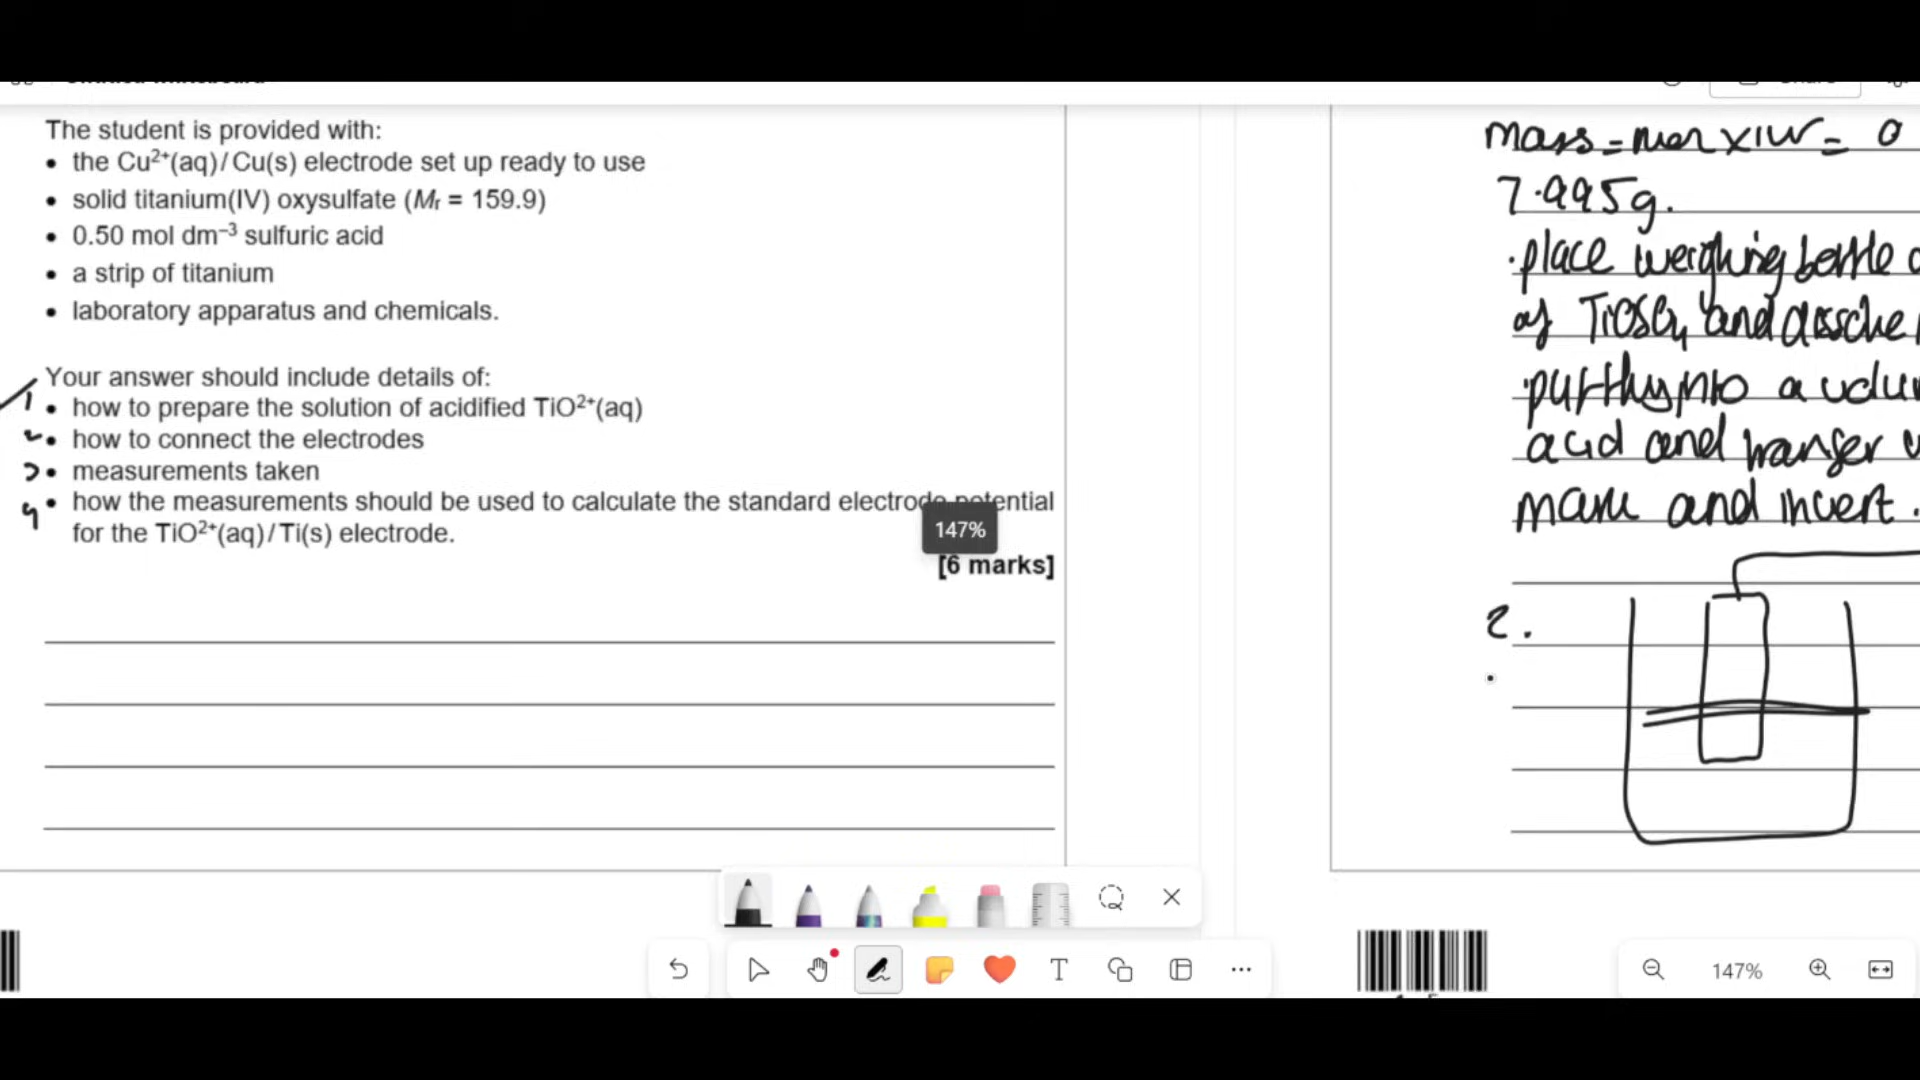 The student is provided with:
• the Cu²⁺(aq)/Cu(s) electrode set up ready to use
• solid titanium(IV) oxysulfate (Mr = 159.9)
• 0.50 mol dm⁻³ sulfuric acid
• a strip of titanium
• laboratory apparatus and chemicals.
Your answer should include details of:
1 • how to prepare the solution of acidified TiO²⁺(aq)
2 • how to connect the electrodes
3 • measurements taken
4 • how the measurements should be used to calculate the standard electrode potential
for the TiO²⁺(aq)/Ti(s) electrode.
147%
[6 marks]
mass = mer x IW = 0
7.995g.
• place weighing bottle
of TiOSO4 and
• put this into a
acid and transfer
mark and invert.
2.
T
147%